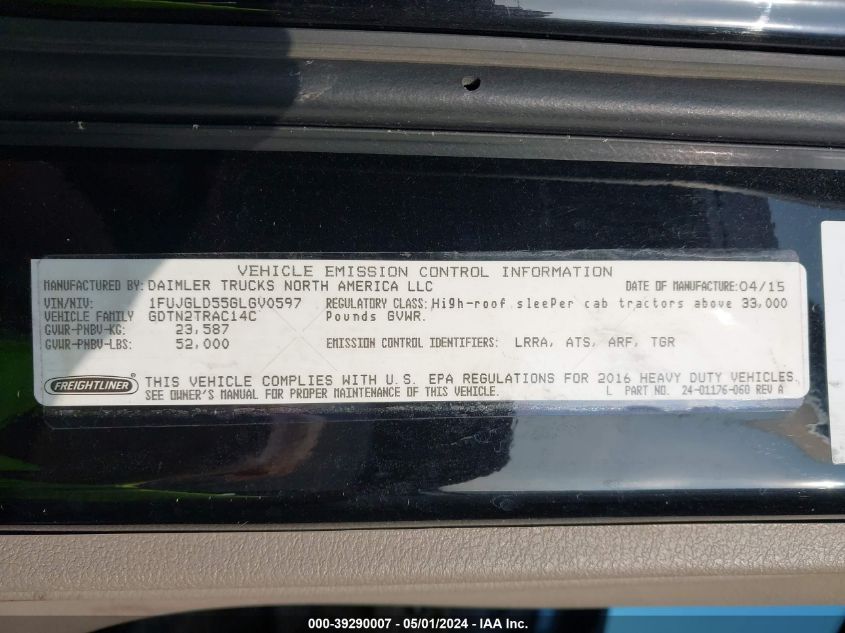 VEHICLE EMISSION CONTROL INFORMATION
MANUFACTURED BY: DAIMLER TRUCKS NORTH AMERICA LLC DATE OF MANUFACTURE: 04/15
VIN/NIV: 1FUJGLD55GLGV0597 REGULATORY CLASS: High-roof sleeper cab tractors above 33,000
VEHICLE FAMILY GDTN2TRAC14C Pounds GVWR.
GVWR-PNBV-KG: 23,587
GVWR-PNBV-LBS: 52,000 EMISSION CONTROL IDENTIFIERS: LRRA, ATS, ARF, TGR
FREIGHTLINER THIS VEHICLE COMPLIES WITH U.S. EPA REGULATIONS FOR 2016 HEAVY DUTY VEHICLES.
SEE OWNER'S MANUAL FOR PROPER MAINTENANCE OF THIS VEHICLE. L PART NO. 24-01176-060 REV A
000-39290007 - 05/01/2024 - IAAI, Inc.